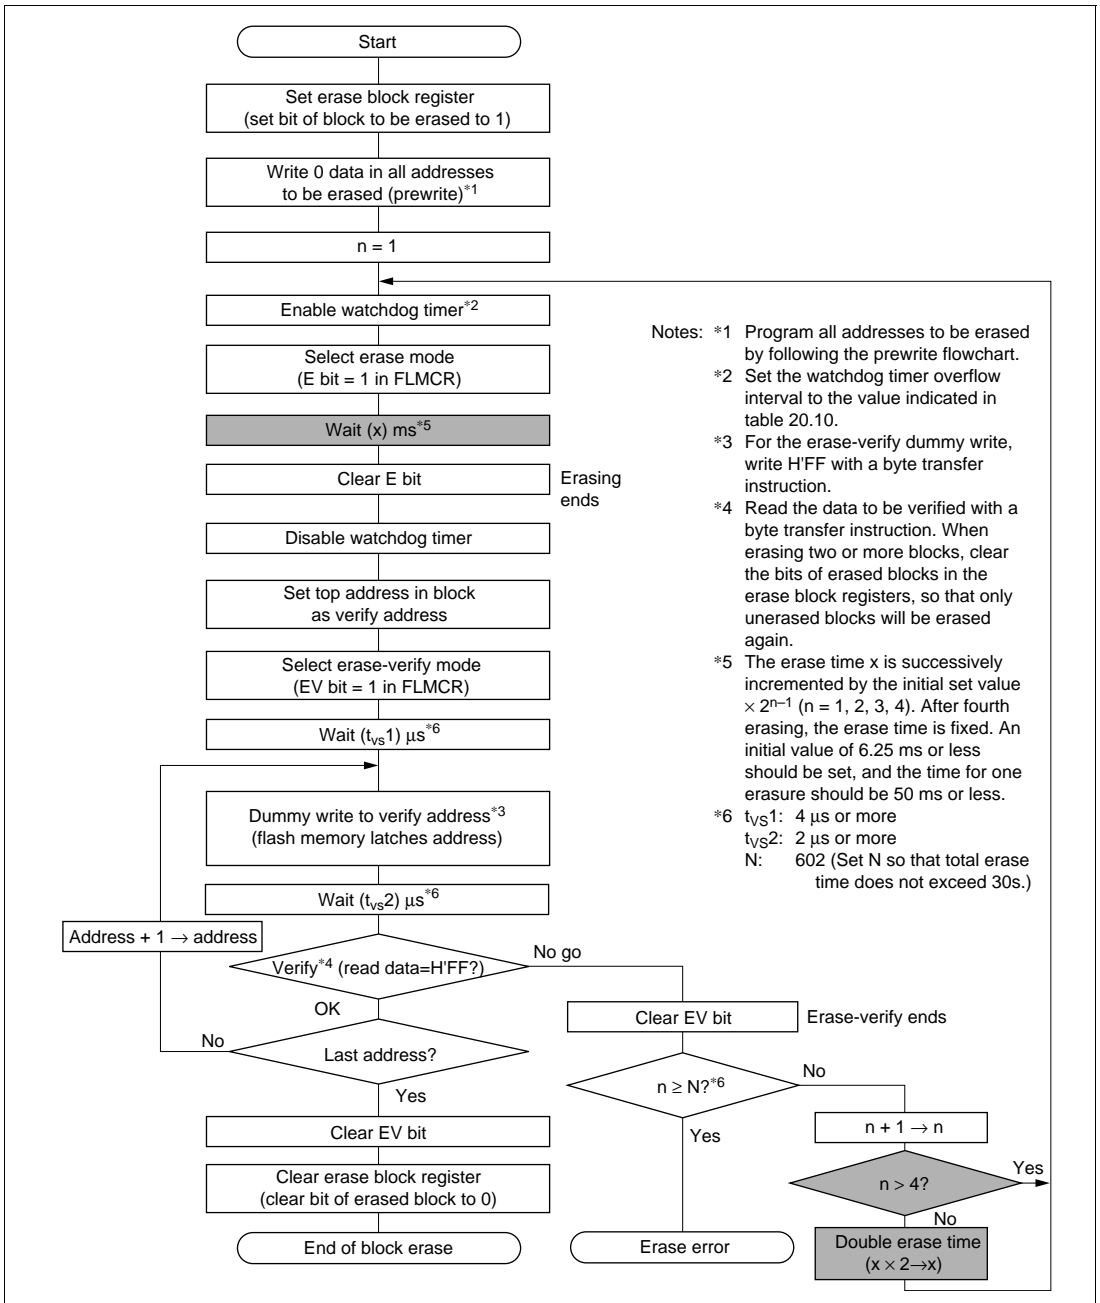 Start
Set erase block register
(set bit of block to be erased to 1)
Write 0 data in all addresses
to be erased (prewrite)*1
n = 1
Enable watchdog timer*2
Select erase mode
(E bit = 1 in FLMCR)
Wait (x) ms*5
Clear E bit
Erasing
ends
Disable watchdog timer
Set top address in block
as verify address
Select erase-verify mode
(EV bit = 1 in FLMCR)
Wait (tvs1) μs*6
Dummy write to verify address*3
(flash memory latches address)
Wait (tvs2) μs*6
Address + 1 → address
Verify*4 (read data=H'FF?)
No go
OK
Last address?
No
Yes
Clear EV bit
Clear erase block register
(clear bit of erased block to 0)
End of block erase
Clear EV bit
Erase-verify ends
n ≥ N?*6
No
Yes
Erase error
n + 1 → n
n > 4?
Yes
No
Double erase time
(x × 2→x)
Notes: *1 Program all addresses to be erased
by following the prewrite flowchart.
*2 Set the watchdog timer overflow
interval to the value indicated in
table 20.10.
*3 For the erase-verify dummy write,
write H'FF with a byte transfer
instruction.
*4 Read the data to be verified with a
byte transfer instruction. When
erasing two or more blocks, clear
the bits of erased blocks in the
erase block registers, so that only
unerased blocks will be erased
again.
*5 The erase time x is successively
incremented by the initial set value
× 2n–1 (n = 1, 2, 3, 4). After fourth
erasing, the erase time is fixed. An
initial value of 6.25 ms or less
should be set, and the time for one
erasure should be 50 ms or less.
*6 tVS1: 4 μs or more
tVS2: 2 μs or more
N: 602 (Set N so that total erase
time does not exceed 30s.)